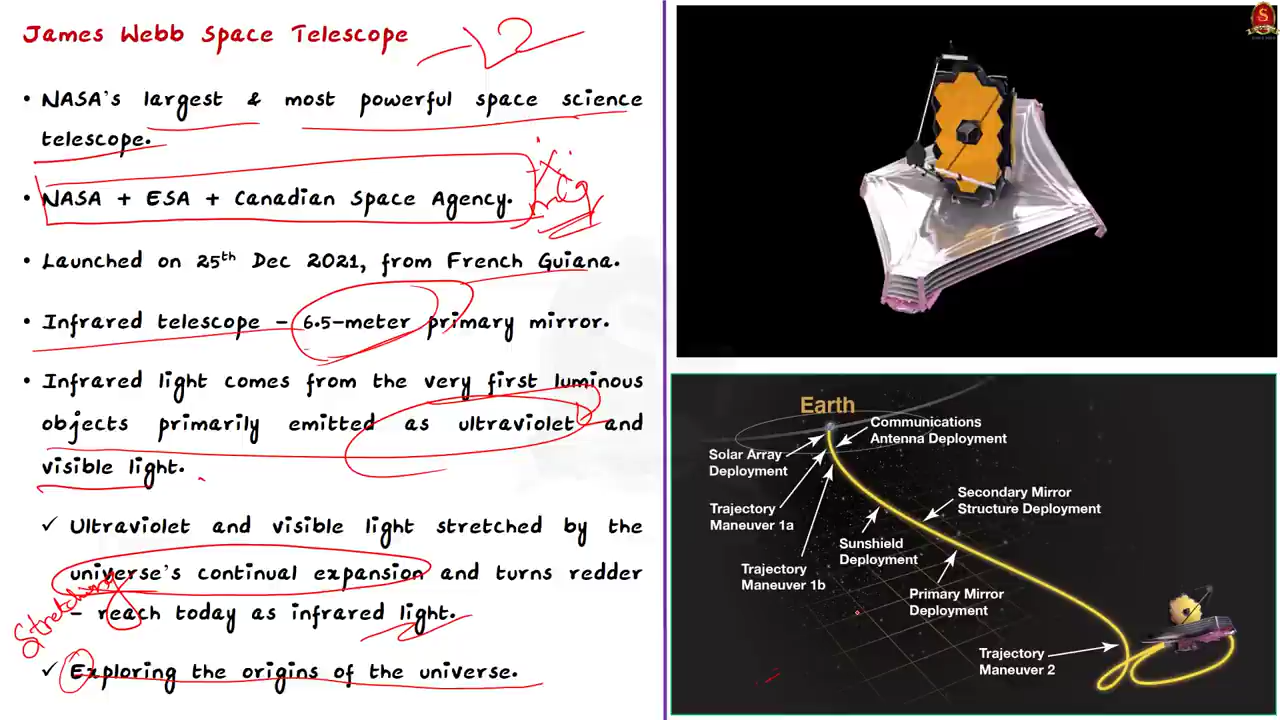 James Webb Space Telescope
L2
• NASA's largest & most powerful space science
telescope.
• NASA + ESA + Canadian Space Agency.
• Launched on 25th Dec 2021, from French Guiana.
• Infrared telescope – 6.5-meter primary mirror.
• Infrared light comes from the very first luminous
objects primarily emitted as ultraviolet and
visible light.
✓ Ultraviolet and visible light stretched by the
universe's continual expansion and turns redder
– reach today as infrared light.
Stretching
✓ Exploring the origins of the universe.
S
Earth
Communications
Antenna Deployment
Solar Array
Deployment
Secondary Mirror
Structure Deployment
Trajectory
Maneuver 1a
Sunshield
Deployment
Trajectory
Maneuver 1b
Primary Mirror
Deployment
Trajectory
Maneuver 2